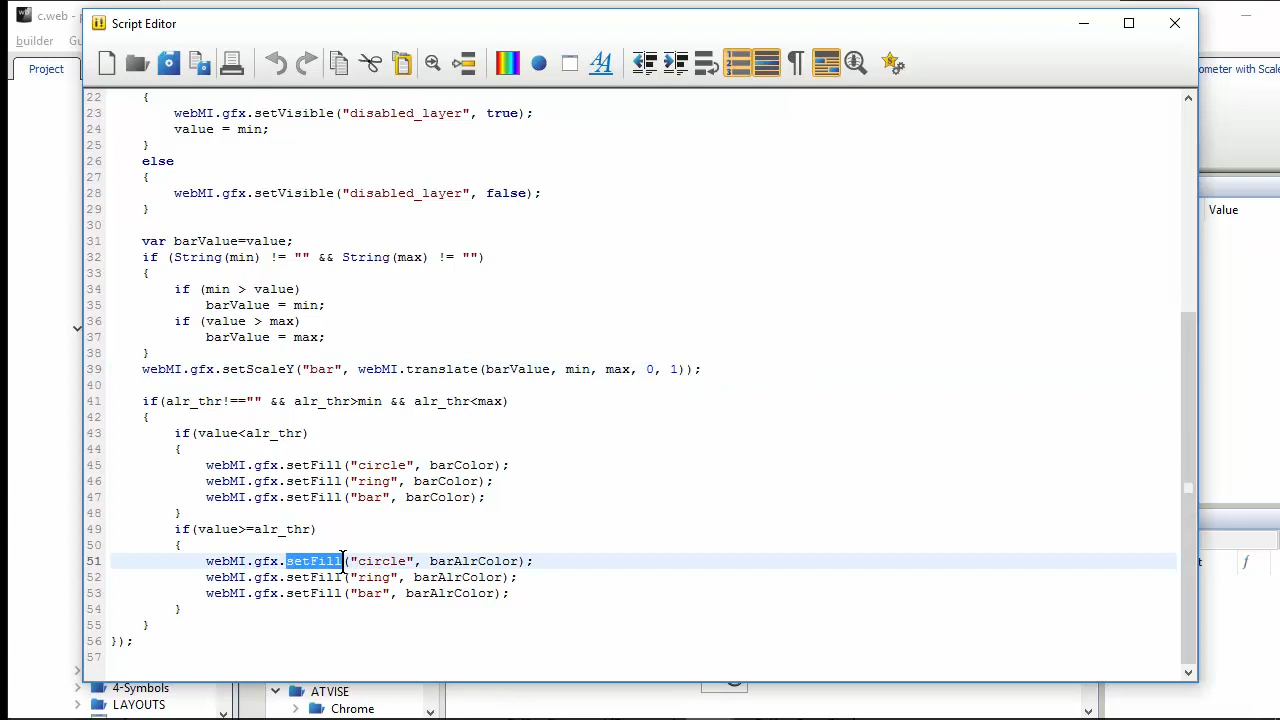 c.web - 
Script Editor
builder
Gu
Project
ometer with Scale
Value
22 {
23 webMI.gfx.setVisible("disabled_layer", true);
24 value = min;
25 }
26 else
27 {
28 webMI.gfx.setVisible("disabled_layer", false);
29 }
30
31 var barValue=value;
32 if (String(min) != "" && String(max) != "")
33 {
34 if (min > value)
35 barValue = min;
36 if (value > max)
37 barValue = max;
38 }
39 webMI.gfx.setScaleY("bar", webMI.translate(barValue, min, max, 0, 1));
40
41 if(alr_thr!=="" && alr_thr>min && alr_thr<max)
42 {
43 if(value<alr_thr)
44 {
45 webMI.gfx.setFill("circle", barColor);
46 webMI.gfx.setFill("ring", barColor);
47 webMI.gfx.setFill("bar", barColor);
48 }
49 if(value>=alr_thr)
50 {
51 webMI.gfx.setFill("circle", barAlrColor);
52 webMI.gfx.setFill("ring", barAlrColor);
53 webMI.gfx.setFill("bar", barAlrColor);
54 }
55 }
56 });
57
4-Symbols
LAYOUTS
ATVISE
Chrome